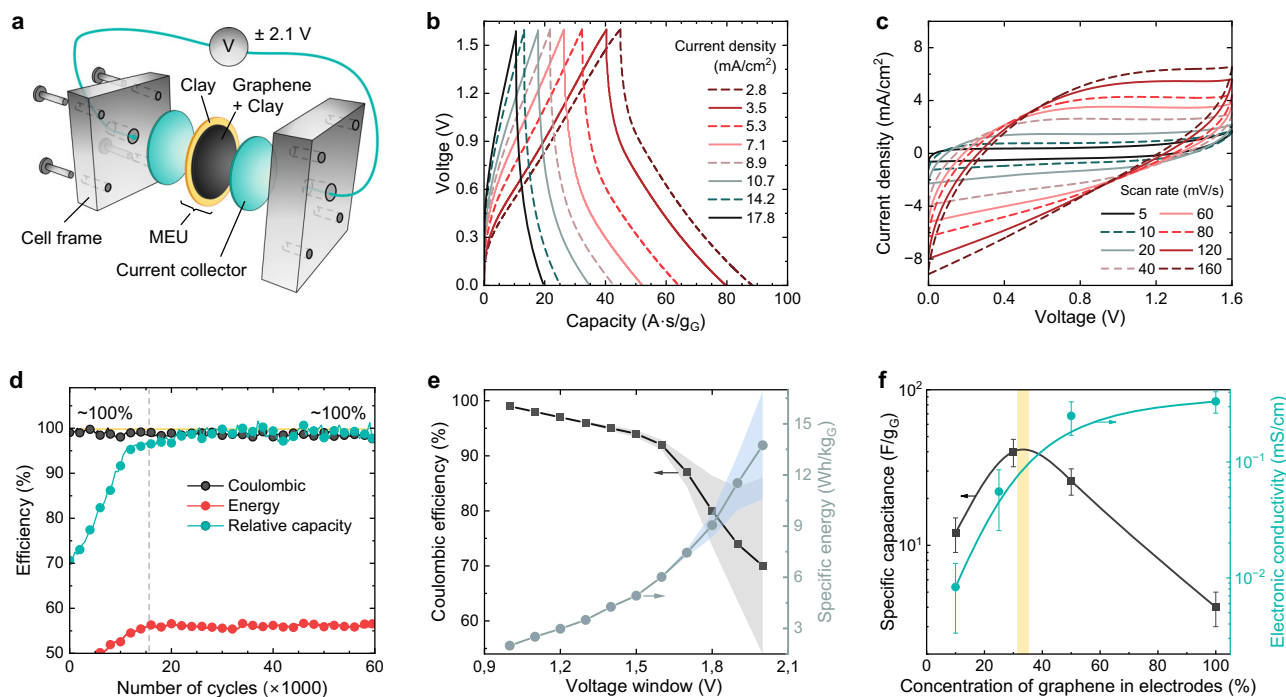 a
± 2.1 V
V
Clay
Graphene
+ Clay
Cell frame
MEU
Current collector
b
Voltge (V)
1.5
1.2
0.9
0.6
0.3
0.0
0 20 40 60 80 100
Capacity (A·s/gG)
Current density
(mA/cm²)
2.8
3.5
5.3
7.1
8.9
10.7
14.2
17.8
c
Current density (mA/cm²)
8
4
0
-4
-8
0.0 0.4 0.8 1.2 1.6
Voltage (V)
Scan rate (mV/s)
5 60
10 80
20 120
40 160
d
Efficiency (%)
100
90
80
70
60
50
~100% ~100%
Coulombic
Energy
Relative capacity
0 20 40 60
Number of cycles (×1000)
e
Coulombic efficiency (%)
100
90
80
70
60
0,9 1,2 1,5 1,8 2,1
Voltage window (V)
15
12
9
6
3
Specific energy (Wh/kgG)
f
Specific capacitance (F/gG)
10²
10¹
0 20 40 60 80 100
Concentration of graphene in electrodes (%)
10⁻¹
10⁻²
Electronic conductivity (mS/cm)